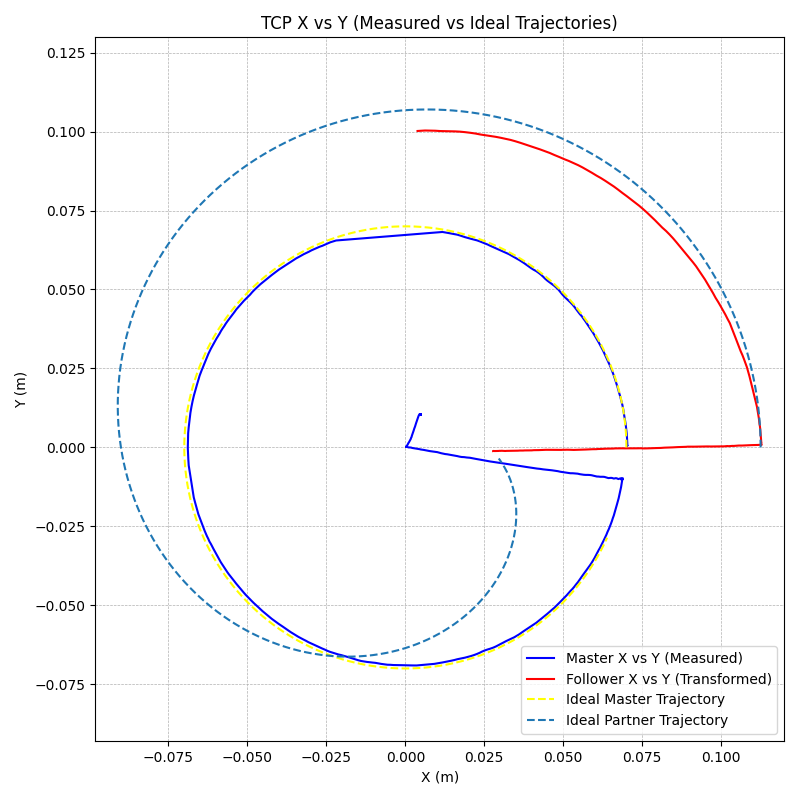 TCP X vs Y (Measured vs Ideal Trajectories)
Y (m)
0.125
0.100
0.075
0.050
0.025
0.000
−0.025
−0.050
−0.075
Master X vs Y (Measured)
Follower X vs Y (Transformed)
Ideal Master Trajectory
Ideal Partner Trajectory
−0.075 −0.050 −0.025 0.000 0.025 0.050 0.075 0.100
X (m)